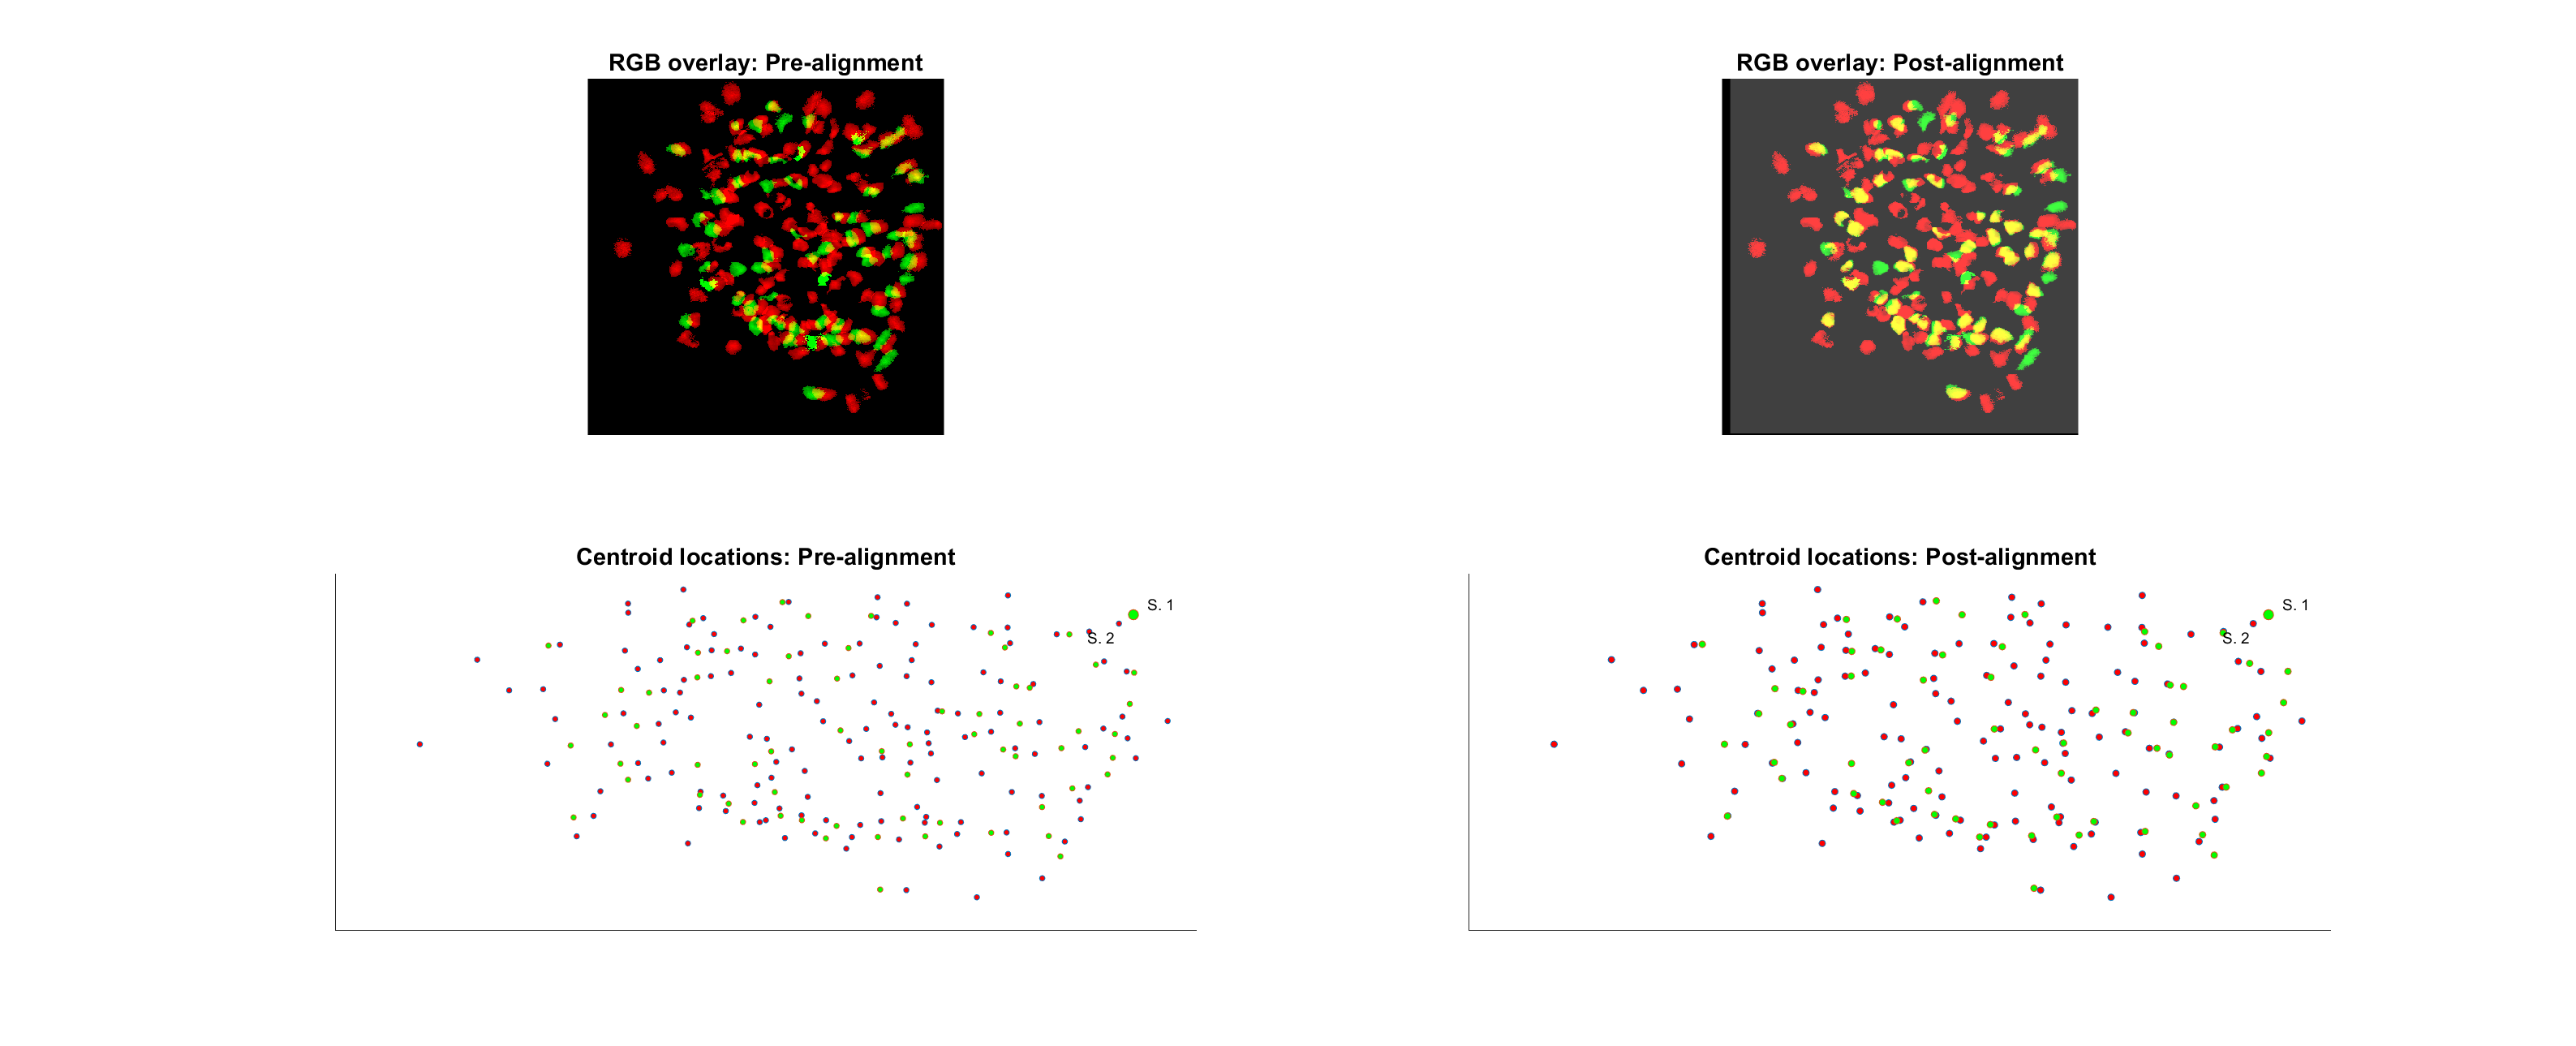 RGB overlay: Pre-alignment
RGB overlay: Post-alignment
Centroid locations: Pre-alignment
S. 1
S. 2
Centroid locations: Post-alignment
S. 1
S. 2